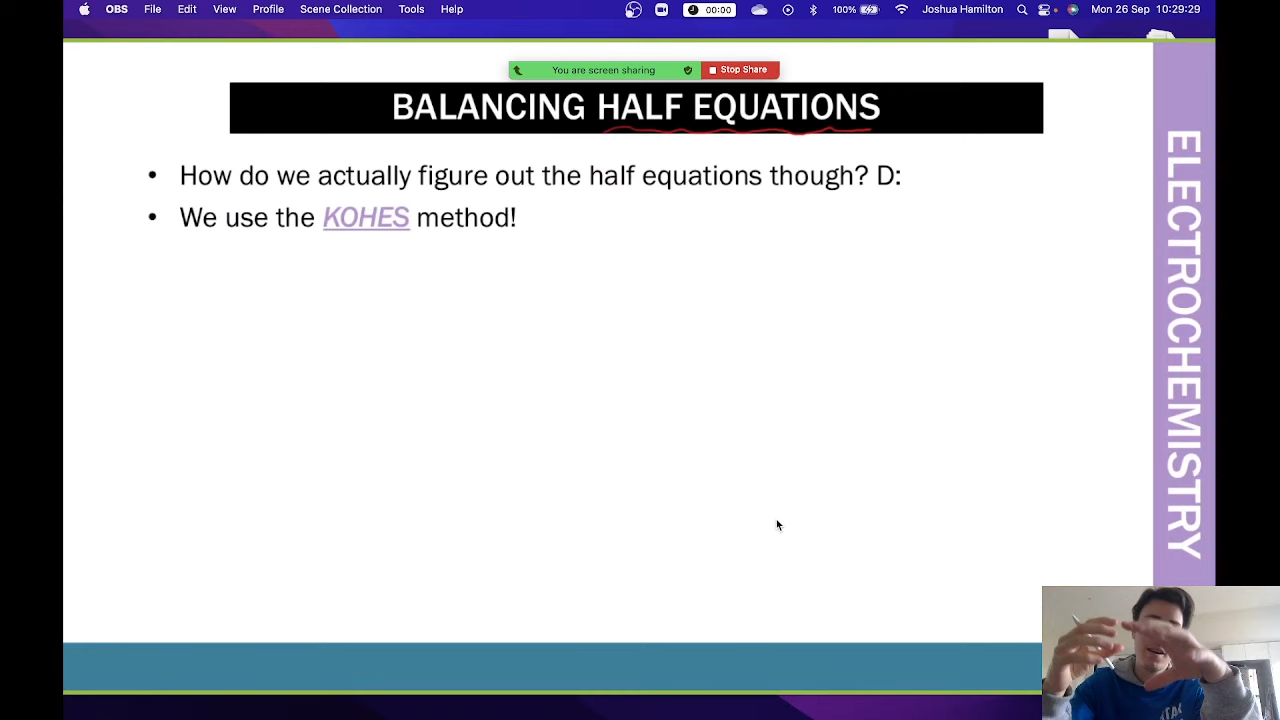 OBS File Edit View Profile Scene Collection Tools Help 00:00 100% Joshua Hamilton Mon 26 Sep 10:29:29
You are screen sharing Stop Share
BALANCING HALF EQUATIONS
• How do we actually figure out the half equations though? D:
• We use the KOHES method!
ELECTROCHEMISTRY